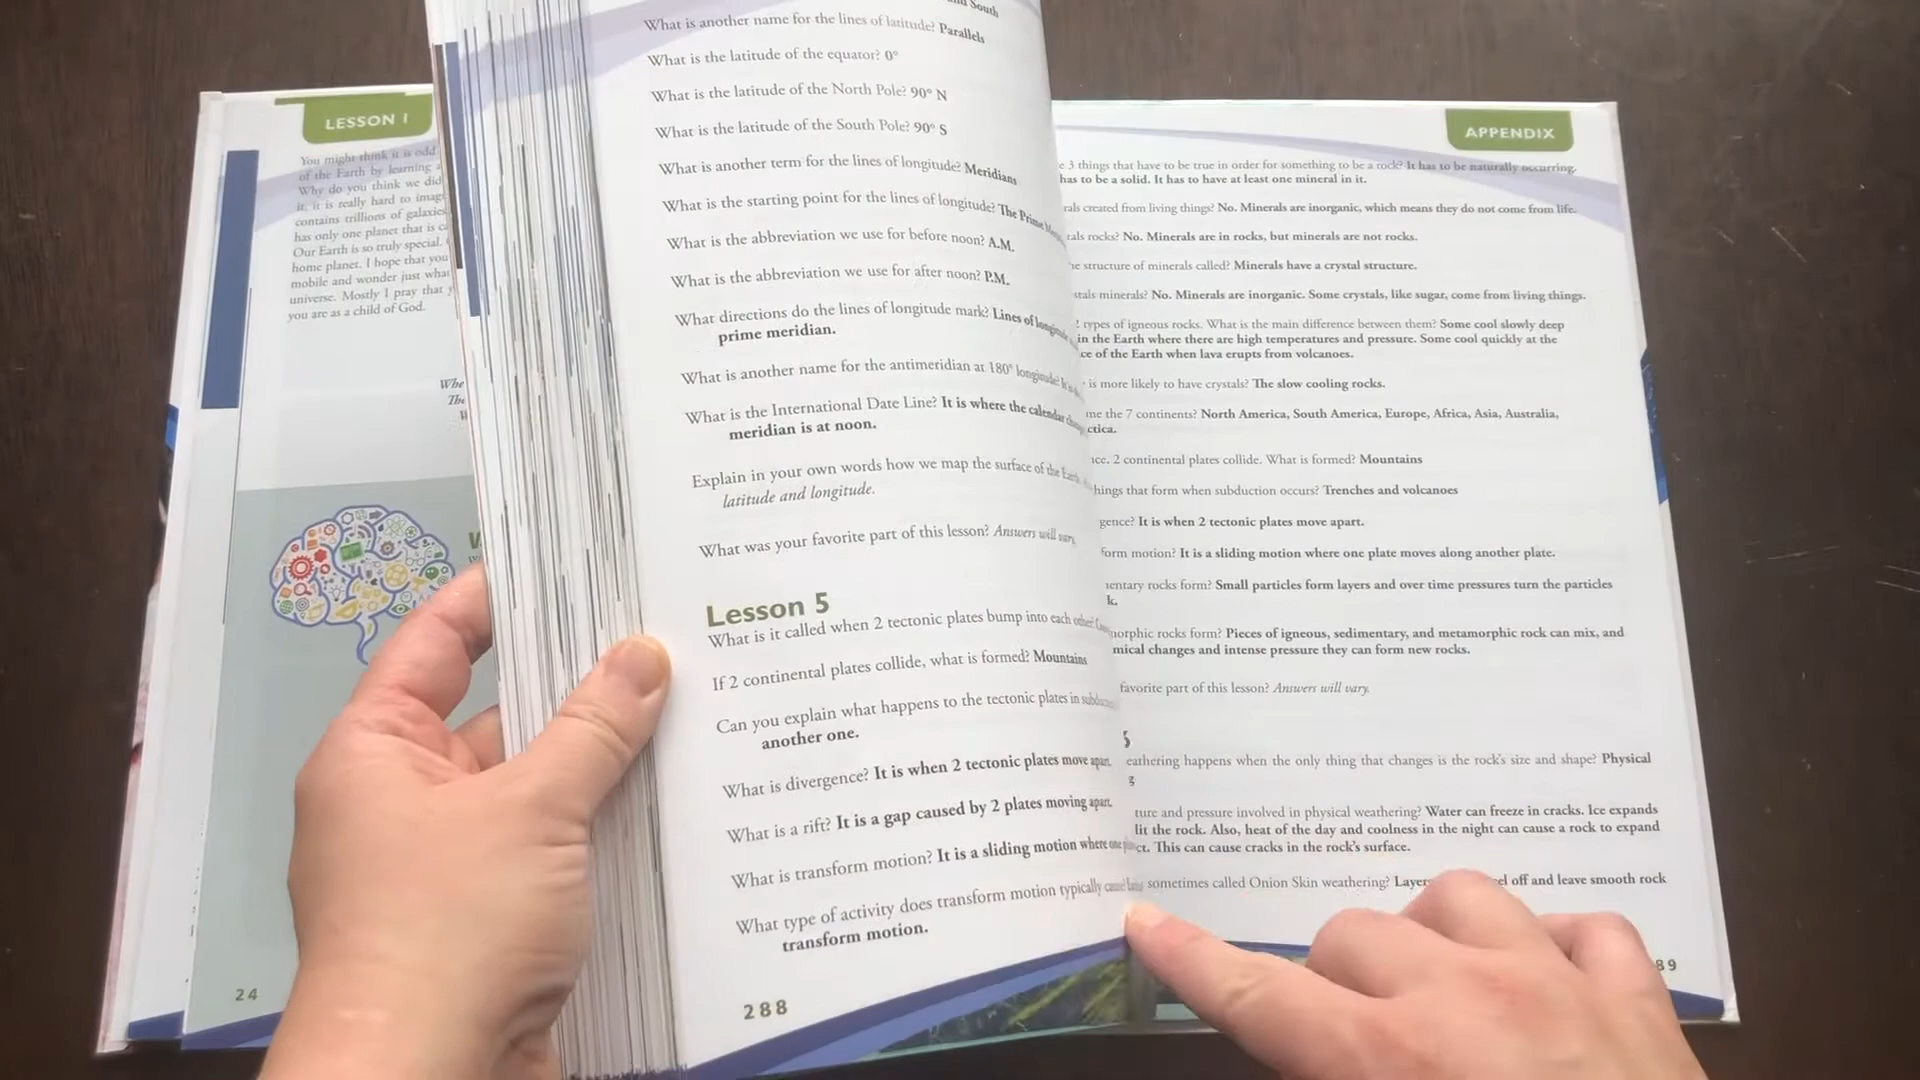 LESSON 1
You might think it is odd
of the Earth by learning
Why do you think we did
it, it is really hard to imag
contains trillions of galaxies
has only one planet that is
Our Earth is so truly special.
home planet. I hope that you
mobile and wonder just what
universe. Mostly I pray that
you are as a child of God.
Whe
The
W
24
South
What is another name for the lines of latitude? Parallels
What is the latitude of the equator? 0°
What is the latitude of the North Pole? 90° N
What is the latitude of the South Pole? 90° S
What is another term for the lines of longitude? Meridians
What is the starting point for the lines of longitude? The Prime
What is the abbreviation we use for before noon? A.M.
What is the abbreviation we use for after noon? P.M.
What directions do the lines of longitude mark? Lines of
prime meridian.
What is another name for the antimeridian at 180° longitude?
What is the International Date Line? It is where the calendar
meridian is at noon.
Explain in your own words how we map the surface of the
latitude and longitude.
What was your favorite part of this lesson? Answers will vary.
Lesson 5
What is it called when 2 tectonic plates bump into each other?
If 2 continental plates collide, what is formed? Mountains
Can you explain what happens to the tectonic plates in
another one.
What is divergence? It is when 2 tectonic plates move apart.
What is a rift? It is a gap caused by 2 plates moving apart.
What is transform motion? It is a sliding motion where one
What type of activity does transform motion typically
transform motion.
288
APPENDIX
e 3 things that have to be true in order for something to be a rock? It has to be naturally occurring.
has to be a solid. It has to have at least one mineral in it.
rals created from living things? No. Minerals are inorganic, which means they do not come from life.
rals rocks? No. Minerals are in rocks, but minerals are not rocks.
he structure of minerals called? Minerals have a crystal structure.
stals minerals? No. Minerals are inorganic. Some crystals, like sugar, come from living things.
types of igneous rocks. What is the main difference between them? Some cool slowly deep
in the Earth where there are high temperatures and pressure. Some cool quickly at the
ce of the Earth when lava erupts from volcanoes.
is more likely to have crystals? The slow cooling rocks.
me the 7 continents? North America, South America, Europe, Africa, Asia, Australia,
ctica.
ce. 2 continental plates collide. What is formed? Mountains
hings that form when subduction occurs? Trenches and volcanoes
gence? It is when 2 tectonic plates move apart.
form motion? It is a sliding motion where one plate moves along another plate.
entary rocks form? Small particles form layers and over time pressures turn the particles
k.
morphic rocks form? Pieces of igneous, sedimentary, and metamorphic rock can mix, and
mical changes and intense pressure they can form new rocks.
favorite part of this lesson? Answers will vary.
eathering happens when the only thing that changes is the rock's size and shape? Physical
g
ture and pressure involved in physical weathering? Water can freeze in cracks. Ice expands
lit the rock. Also, heat of the day and coolness in the night can cause a rock to expand
ct. This can cause cracks in the rock's surface.
sometimes called Onion Skin weathering? Layer el off and leave smooth rock
89